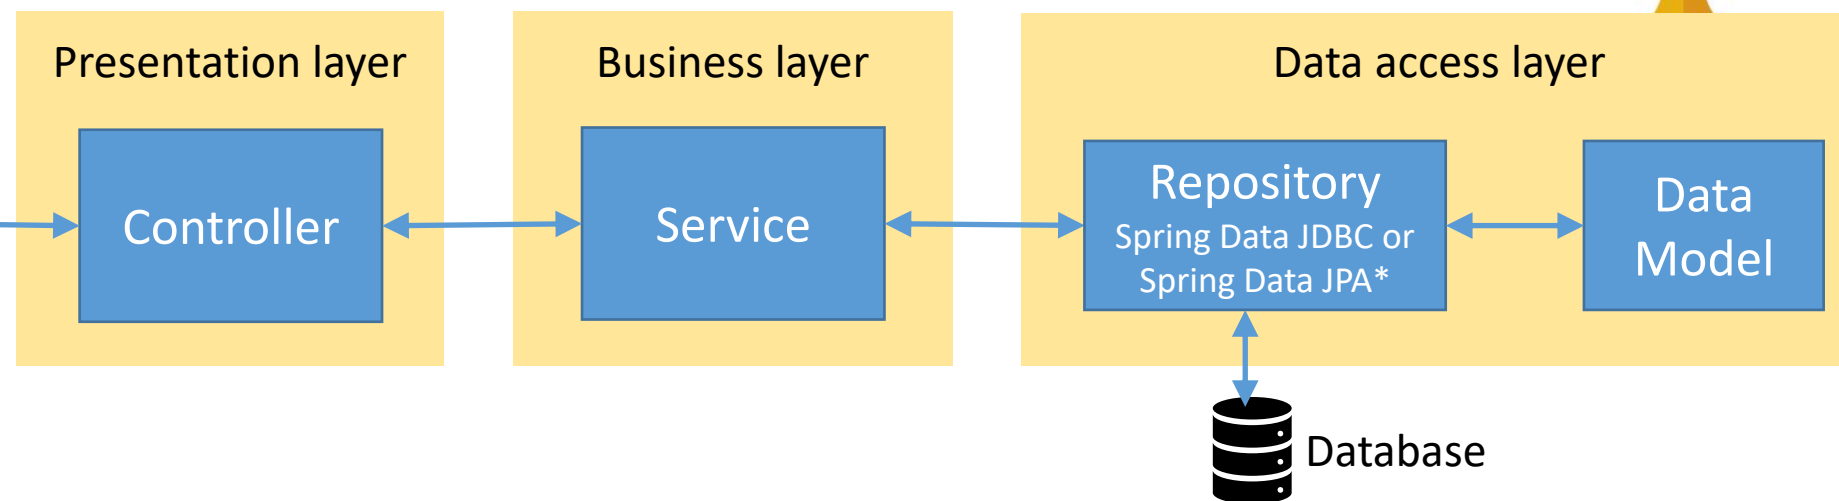 Presentation layer
Business layer
Data access layer
Controller
Service
Repository
Spring Data JDBC or
Spring Data JPA*
Data
Model
Database